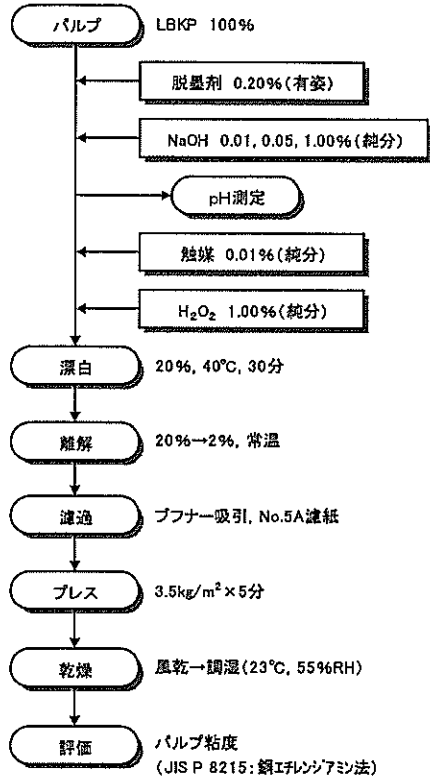 パルプ LBKP 100%
脱墨剤 0.20%(有姿)
NaOH 0.01, 0.05, 1.00%(純分)
pH測定
触媒 0.01%(純分)
H₂O₂ 1.00%(純分)
漂白 20%, 40℃, 30分
離解 20%→2%, 常温
濾過 ブフナー吸引, No.5A濾紙
プレス 3.5kg/m²×5分
乾燥 風乾→調湿(23℃, 55%RH)
評価 パルプ粘度
(JIS P 8215:銅エチレンジアミン法)